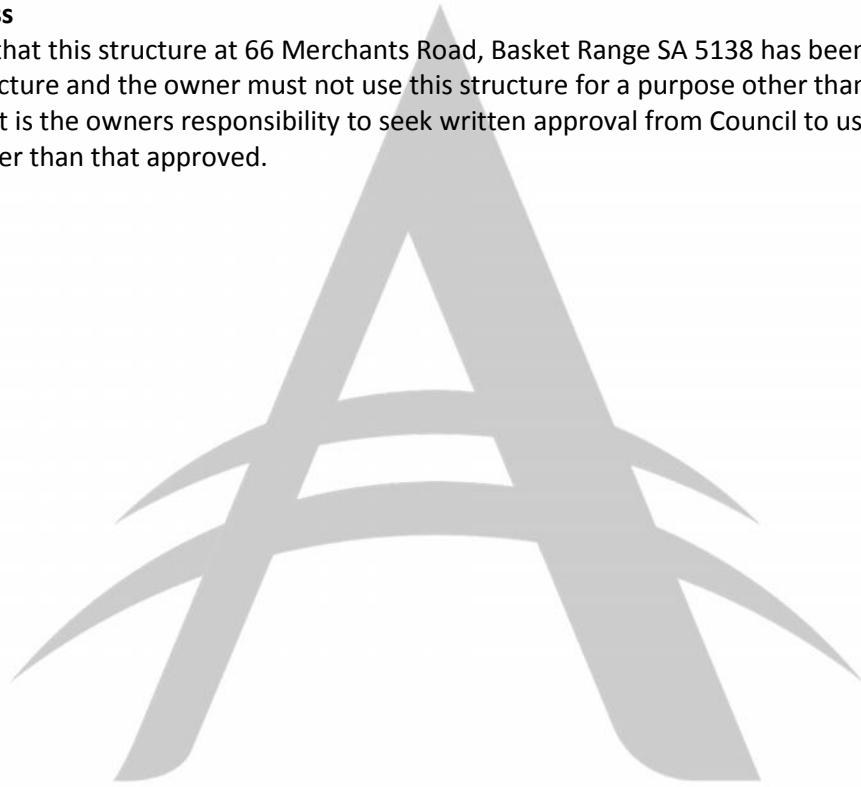 ss
that this structure at 66 Merchants Road, Basket Range SA 5138 has been
cture and the owner must not use this structure for a purpose other than
t is the owners responsibility to seek written approval from Council to us
er than that approved.